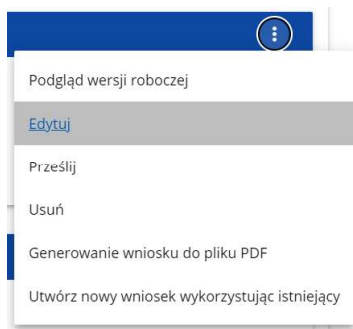 Podgląd wersji roboczej
Edytuj
Prześlij
Usuń
Generowanie wniosku do pliku PDF
Utwórz nowy wniosek wykorzystując istniejący